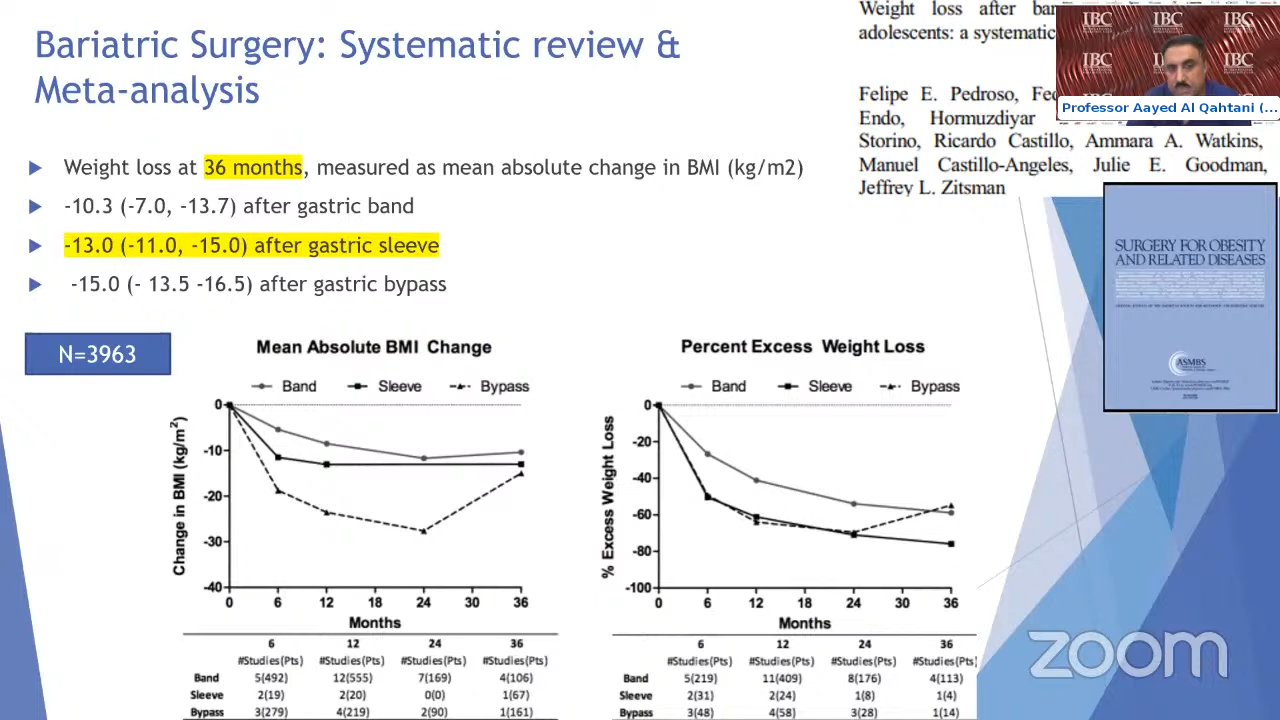 Bariatric Surgery: Systematic review &
Meta-analysis
Weight loss at 36 months, measured as mean absolute change in BMI (kg/m2)
-10.3 (-7.0, -13.7) after gastric band
-13.0 (-11.0, -15.0) after gastric sleeve
-15.0 (- 13.5 -16.5) after gastric bypass
N=3963
Weight loss after
adolescents: a systematic
Felipe E. Pedroso,
Endo, Hormuzdiyar
Storino, Ricardo Castillo, Ammara A. Watkins,
Manuel Castillo-Angeles, Julie E. Goodman,
Jeffrey L. Zitsman
IBC IBC IBC
IBC IBC
Professor Aayed Al Qahtani (...
SURGERY FOR OBESITY
AND RELATED DISEASES
ASMBS
Mean Absolute BMI Change
Band Sleeve Bypass
Change in BMI (kg/m²)
0
-10
-20
-30
-40
0 6 12 18 24 30 36
Months
6 12 24 36
#Studies(Pts) #Studies(Pts) #Studies(Pts) #Studies(Pts)
Band 5(492) 12(555) 7(169) 4(106)
Sleeve 2(19) 2(20) 0(0) 1(67)
Bypass 3(279) 4(219) 2(90) 1(161)
Percent Excess Weight Loss
Band Sleeve Bypass
% Excess Weight Loss
0
-20
-40
-60
-80
-100
0 6 12 18 24 30 36
Months
6 12 24 36
#Studies(Pts) #Studies(Pts) #Studies(Pts) #Studies(Pts)
Band 5(219) 11(409) 8(176) 4(113)
Sleeve 2(31) 2(24) 1(8) 1(4)
Bypass 3(48) 4(58) 3(28) 1(14)
zoom